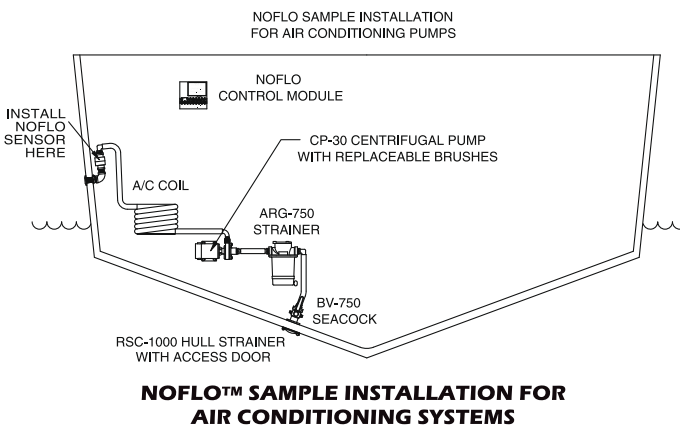 NOFLO SAMPLE INSTALLATION
FOR AIR CONDITIONING PUMPS
NOFLO
CONTROL MODULE
INSTALL
NOFLO
SENSOR
HERE
CP-30 CENTRIFUGAL PUMP
WITH REPLACEABLE BRUSHES
A/C COIL
ARG-750
STRAINER
BV-750
SEACOCK
RSC-1000 HULL STRAINER
WITH ACCESS DOOR
NOFLO™ SAMPLE INSTALLATION FOR
AIR CONDITIONING SYSTEMS